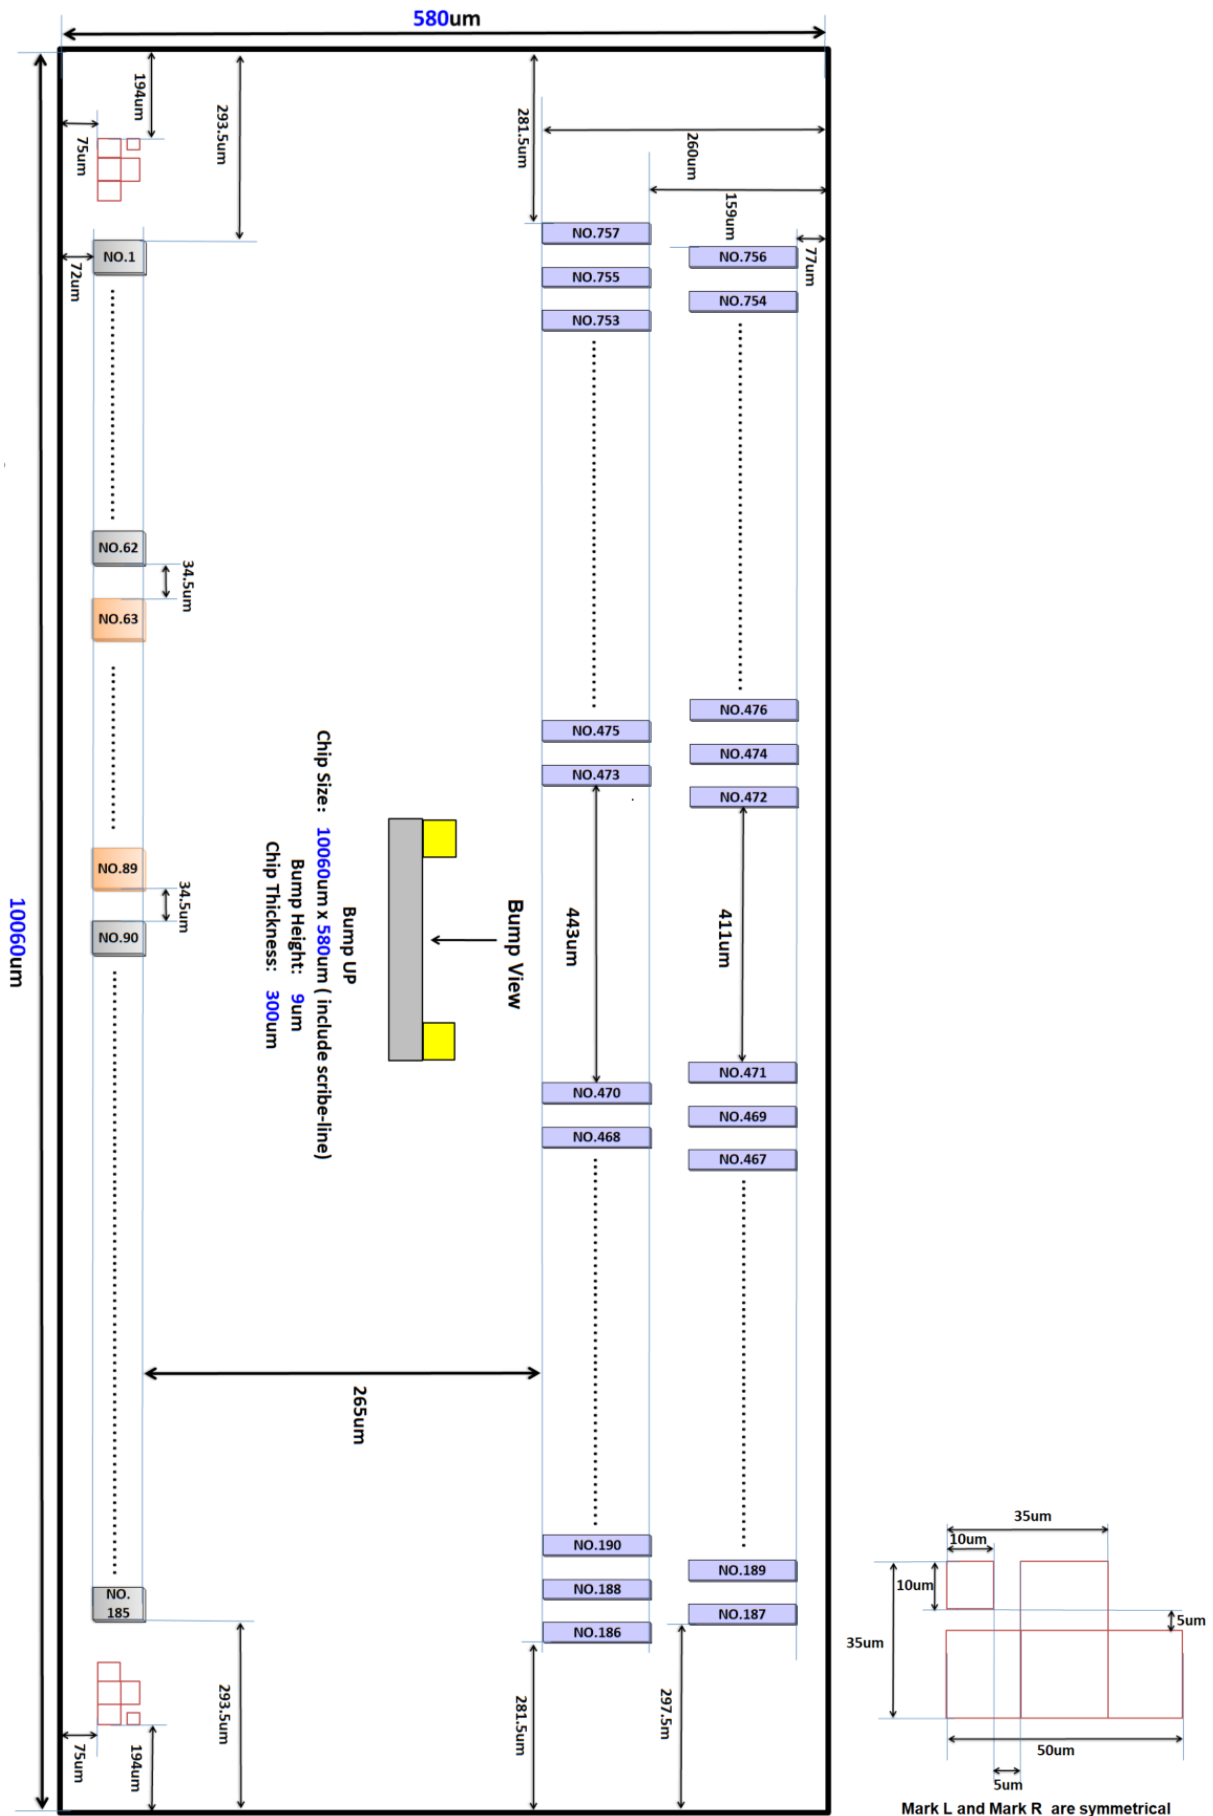 580um
194um
293.5um
281.5um
260um
159um
75um
77um
72um
NO.1
NO.757
NO.756
NO.755
NO.754
NO.753
NO.62
34.5um
NO.63
NO.476
NO.475
NO.474
NO.473
NO.472
NO.89
34.5um
NO.90
10060um
Chip Size: 10060um x 580um ( include scribe-line)
Bump UP
Bump Height: 9um
Chip Thickness: 300um
Bump View
443um
411um
NO.471
NO.470
NO.469
NO.468
NO.467
265um
NO.190
NO.189
NO.188
NO.187
NO.186
NO.
185
293.5um
281.5um
297.5m
75um
194um
35um
10um
10um
5um
35um
50um
5um
Mark L and Mark R are symmetrical